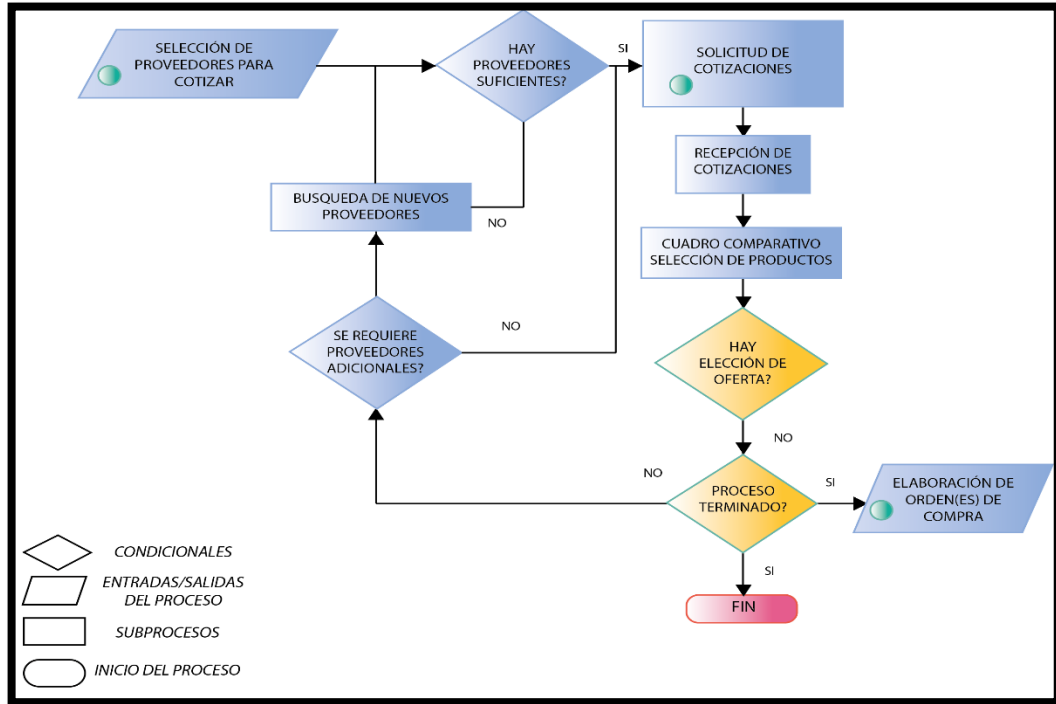 SELECCIÓN DE
PROVEEDORES PARA
COTIZAR
HAY
PROVEEDORES
SUFICIENTES?
SI
SOLICITUD DE
COTIZACIONES
RECEPCIÓN DE
COTIZACIONES
BUSQUEDA DE NUEVOS
PROVEEDORES
NO
CUADRO COMPARATIVO
SELECCIÓN DE PRODUCTOS
SE REQUIERE
PROVEEDORES
ADICIONALES?
NO
HAY
ELECCIÓN DE
OFERTA?
NO
NO
PROCESO
TERMINADO?
SI
ELABORACIÓN DE
ORDEN(ES) DE
COMPRA
SI
FIN
CONDICIONALES
ENTRADAS/SALIDAS
DEL PROCESO
SUBPROCESOS
INICIO DEL PROCESO